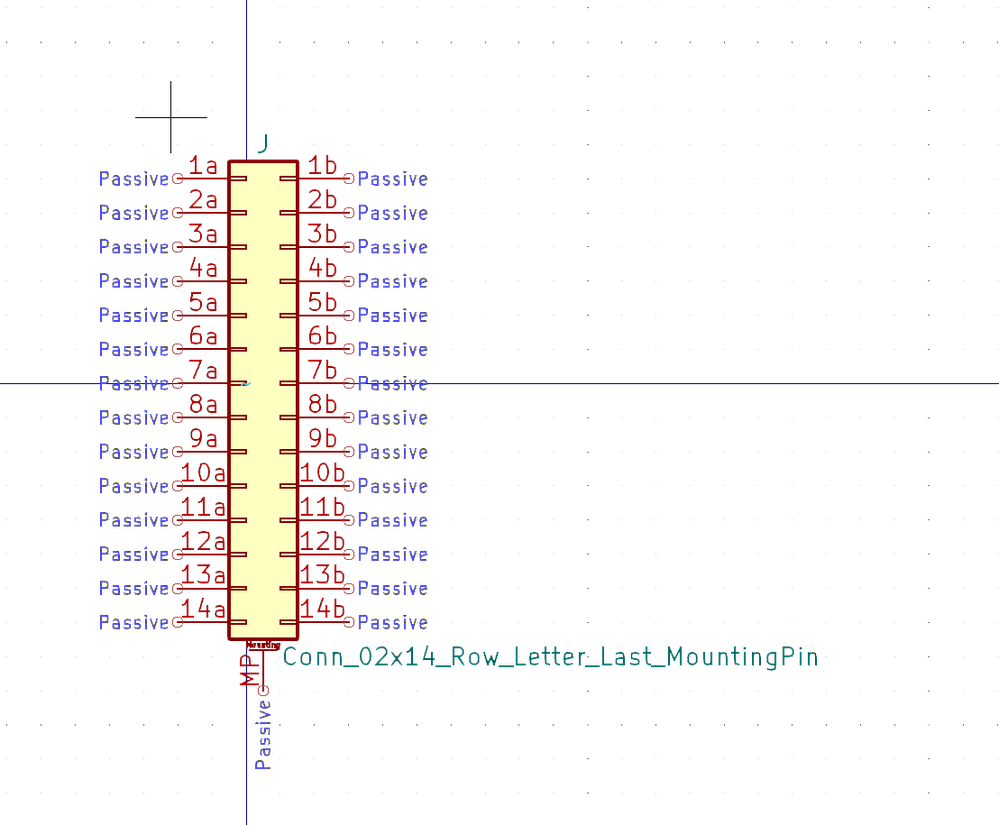 J
Passive 1a 1b Passive
Passive 2a 2b Passive
Passive 3a 3b Passive
Passive 4a 4b Passive
Passive 5a 5b Passive
Passive 6a 6b Passive
Passive 7a 7b Passive
Passive 8a 8b Passive
Passive 9a 9b Passive
Passive 10a 10b Passive
Passive 11a 11b Passive
Passive 12a 12b Passive
Passive 13a 13b Passive
Passive 14a 14b Passive
Mounting
Conn_02x14_Row_Letter_Last_MountingPin
MP
Passive